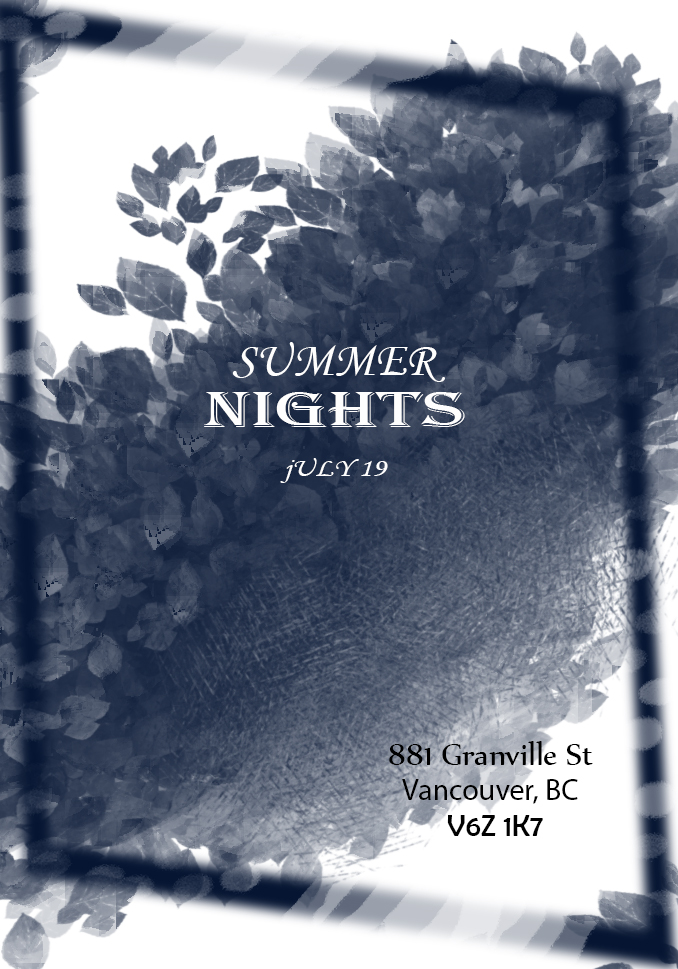 SUMMER
NIGHTS
jULY 19
881 Granville St
Vancouver, BC
V6Z 1K7